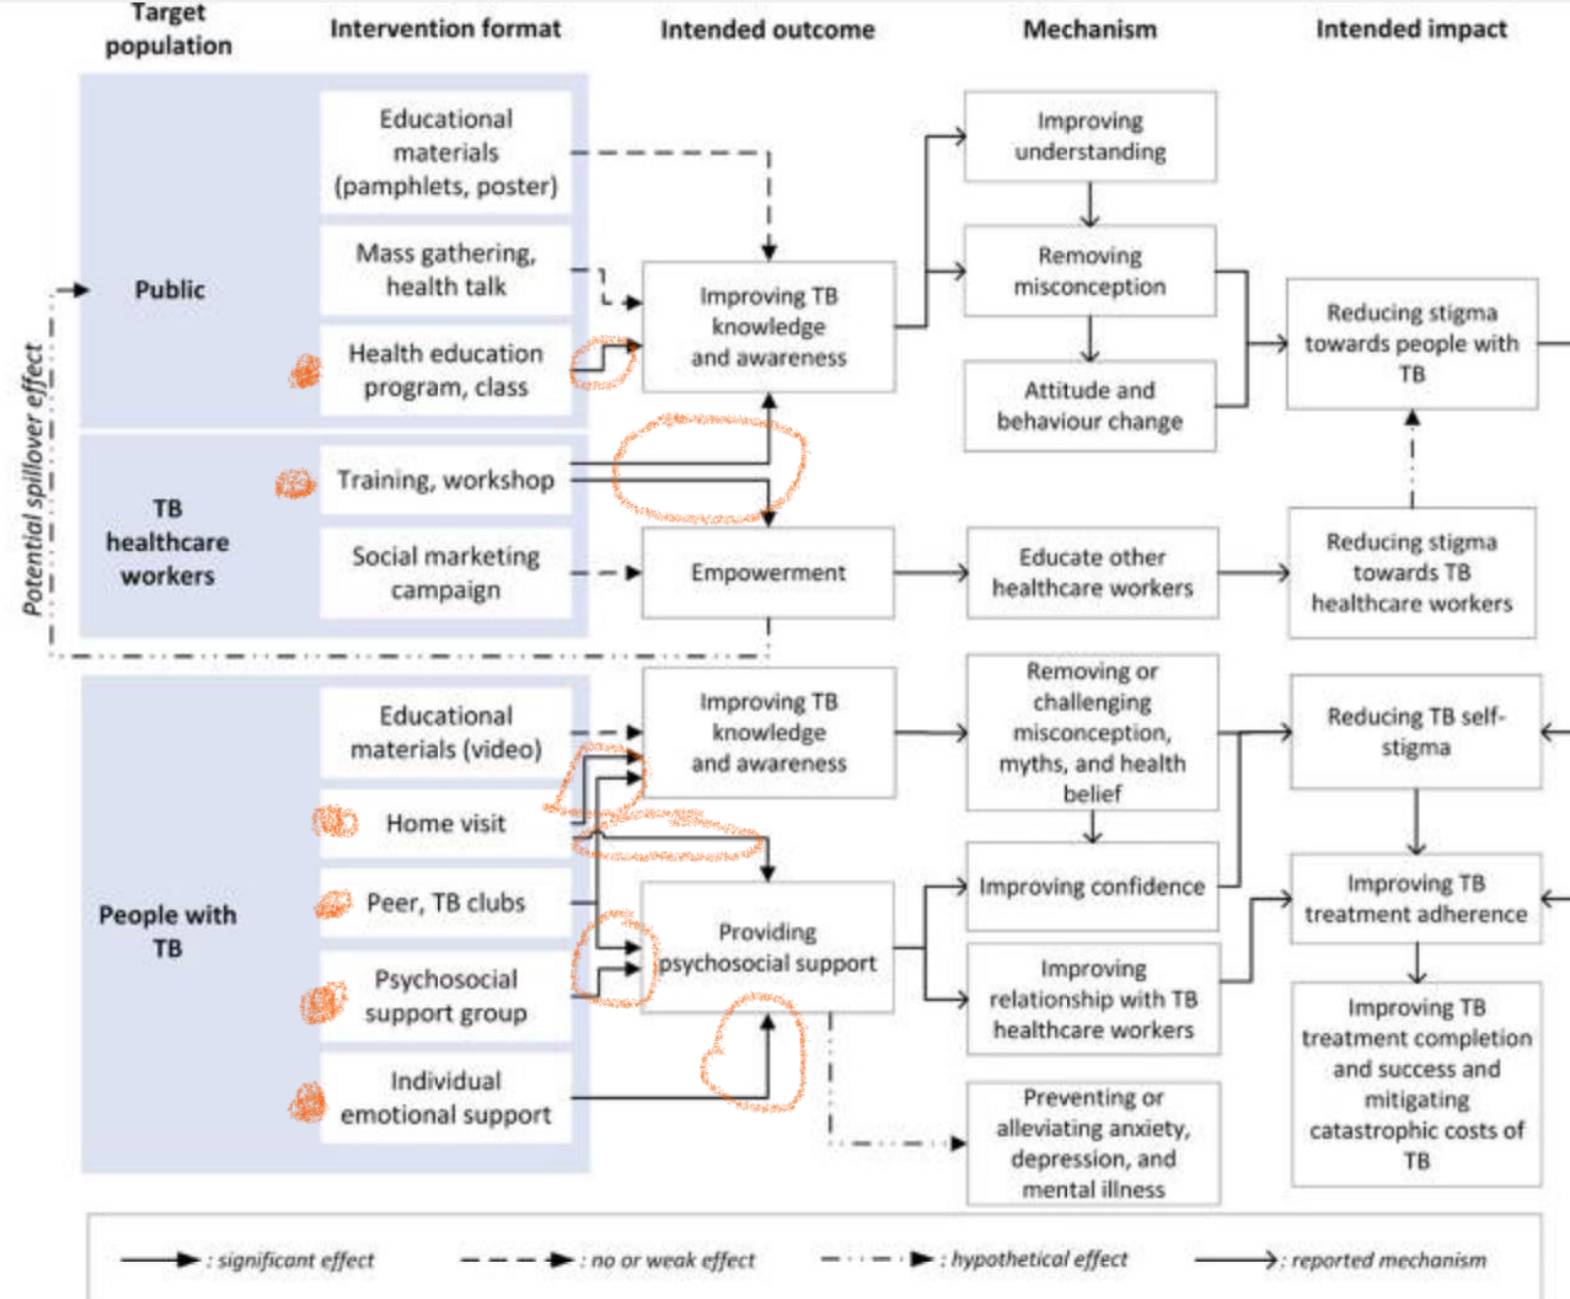 Target
population
Intervention format
Intended outcome
Mechanism
Intended impact
Potential spillover effect
Public
Educational
materials
(pamphlets, poster)
Mass gathering,
health talk
Health education
program, class
Improving TB
knowledge
and awareness
Improving
understanding
Removing
misconception
Attitude and
behaviour change
Reducing stigma
towards people with
TB
TB
healthcare
workers
Training, workshop
Social marketing
campaign
Empowerment
Educate other
healthcare workers
Reducing stigma
towards TB
healthcare workers
People with
TB
Educational
materials (video)
Home visit
Peer, TB clubs
Psychosocial
support group
Individual
emotional support
Improving TB
knowledge
and awareness
Providing
psychosocial support
Removing or
challenging
misconception,
myths, and health
belief
Improving confidence
Improving
relationship with TB
healthcare workers
Preventing or
alleviating anxiety,
depression, and
mental illness
Reducing TB self-
stigma
Improving TB
treatment adherence
Improving TB
treatment completion
and success and
mitigating
catastrophic costs of
TB
: significant effect
: no or weak effect
: hypothetical effect
: reported mechanism